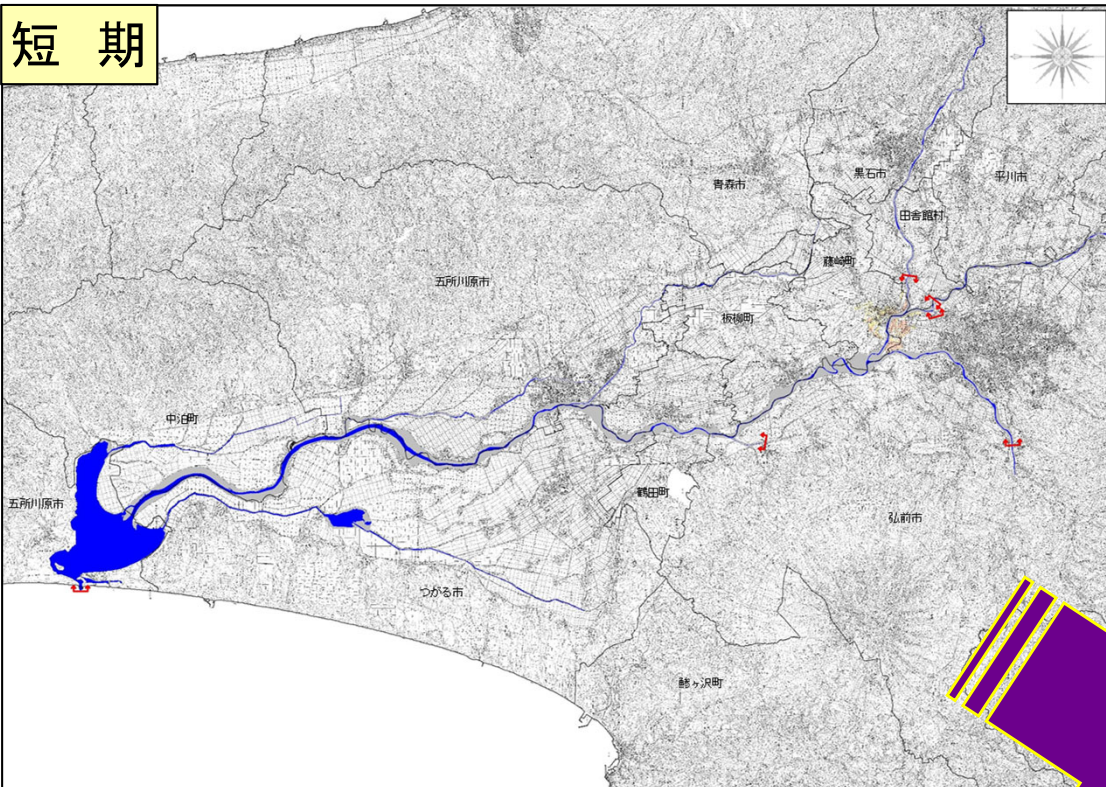 短 期
青森市
黒石市
平川市
田舎館村
藤崎町
五所川原市
板柳町
中泊町
鶴田町
五所川原市
弘前市
つがる市
鯵ヶ沢町